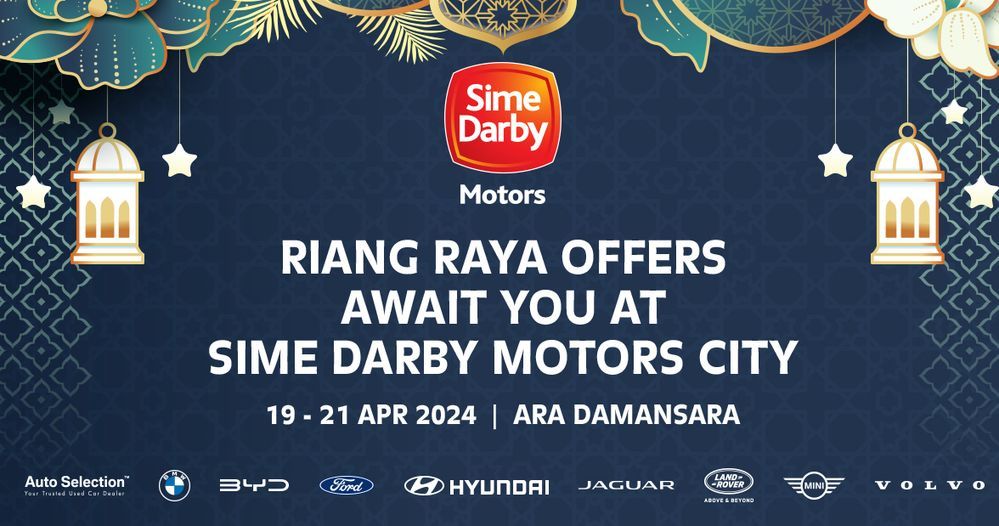 Sime
Darby
Motors
RIANG RAYA OFFERS
AWAIT YOU AT
SIME DARBY MOTORS CITY
19 - 21 APR 2024 | ARA DAMANSARA
Auto Selection™
Your Trusted Used Car Dealer
BMW
BYD
Ford
HYUNDAI
JAGUAR
LAND-
ROVER
ABOVE & BEYOND
MINI
VOLVO